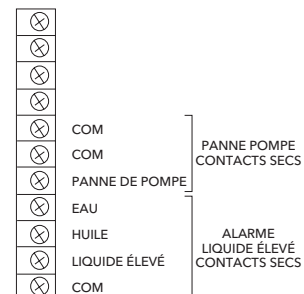 COM
COM
PANNE DE POMPE
PANNE POMPE
CONTACTS SECS
EAU
HUILE
LIQUIDE ÉLEVÉ
COM
ALARME
LIQUIDE ÉLEVÉ
CONTACTS SECS